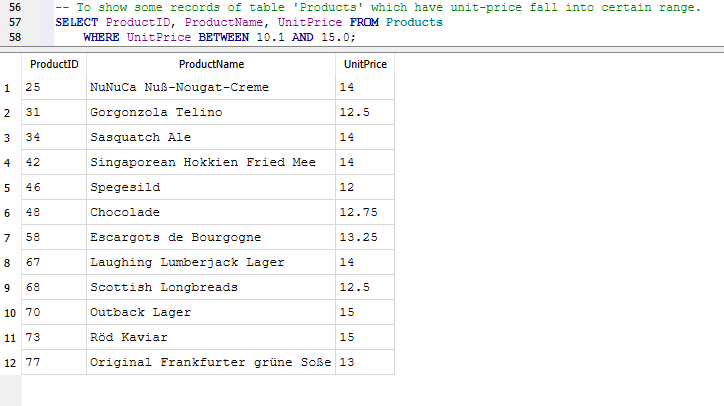 56 -- To show some records of table 'Products' which have unit-price fall into certain range.
57 SELECT ProductID, ProductName, UnitPrice FROM Products
58 WHERE UnitPrice BETWEEN 10.1 AND 15.0;
ProductID ProductName UnitPrice
1 25 NuNuCa Nuß-Nougat-Creme 14
2 31 Gorgonzola Telino 12.5
3 34 Sasquatch Ale 14
4 42 Singaporean Hokkien Fried Mee 14
5 46 Spegesild 12
6 48 Chocolade 12.75
7 58 Escargots de Bourgogne 13.25
8 67 Laughing Lumberjack Lager 14
9 68 Scottish Longbreads 12.5
10 70 Outback Lager 15
11 73 Röd Kaviar 15
12 77 Original Frankfurter grüne Soße 13